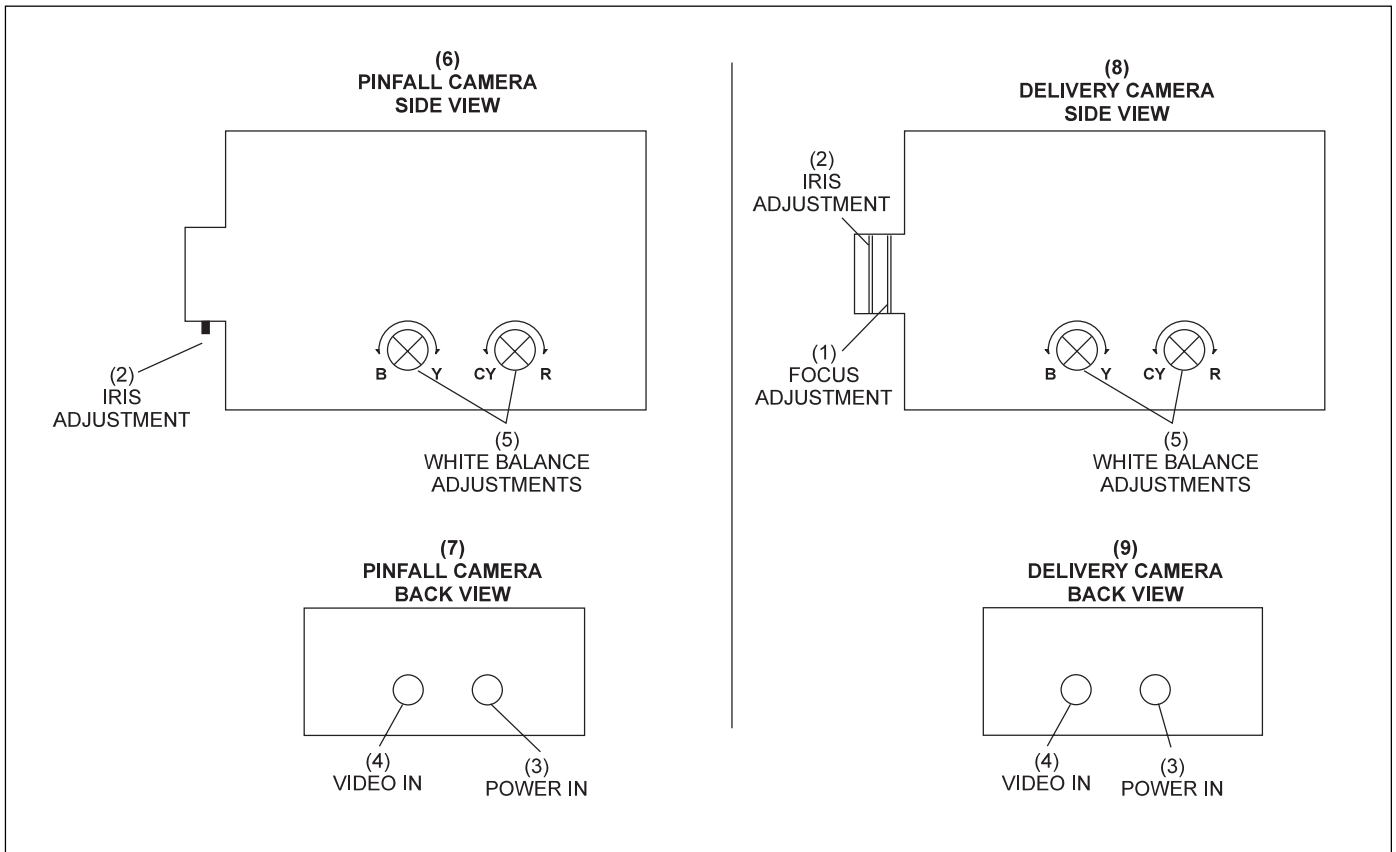 (6)
PINFALL CAMERA
SIDE VIEW
(2)
IRIS
ADJUSTMENT
B Y CY R
(5)
WHITE BALANCE
ADJUSTMENTS
(7)
PINFALL CAMERA
BACK VIEW
(4)
VIDEO IN
(3)
POWER IN
(8)
DELIVERY CAMERA
SIDE VIEW
(2)
IRIS
ADJUSTMENT
(1)
FOCUS
ADJUSTMENT
B Y CY R
(5)
WHITE BALANCE
ADJUSTMENTS
(9)
DELIVERY CAMERA
BACK VIEW
(4)
VIDEO IN
(3)
POWER IN